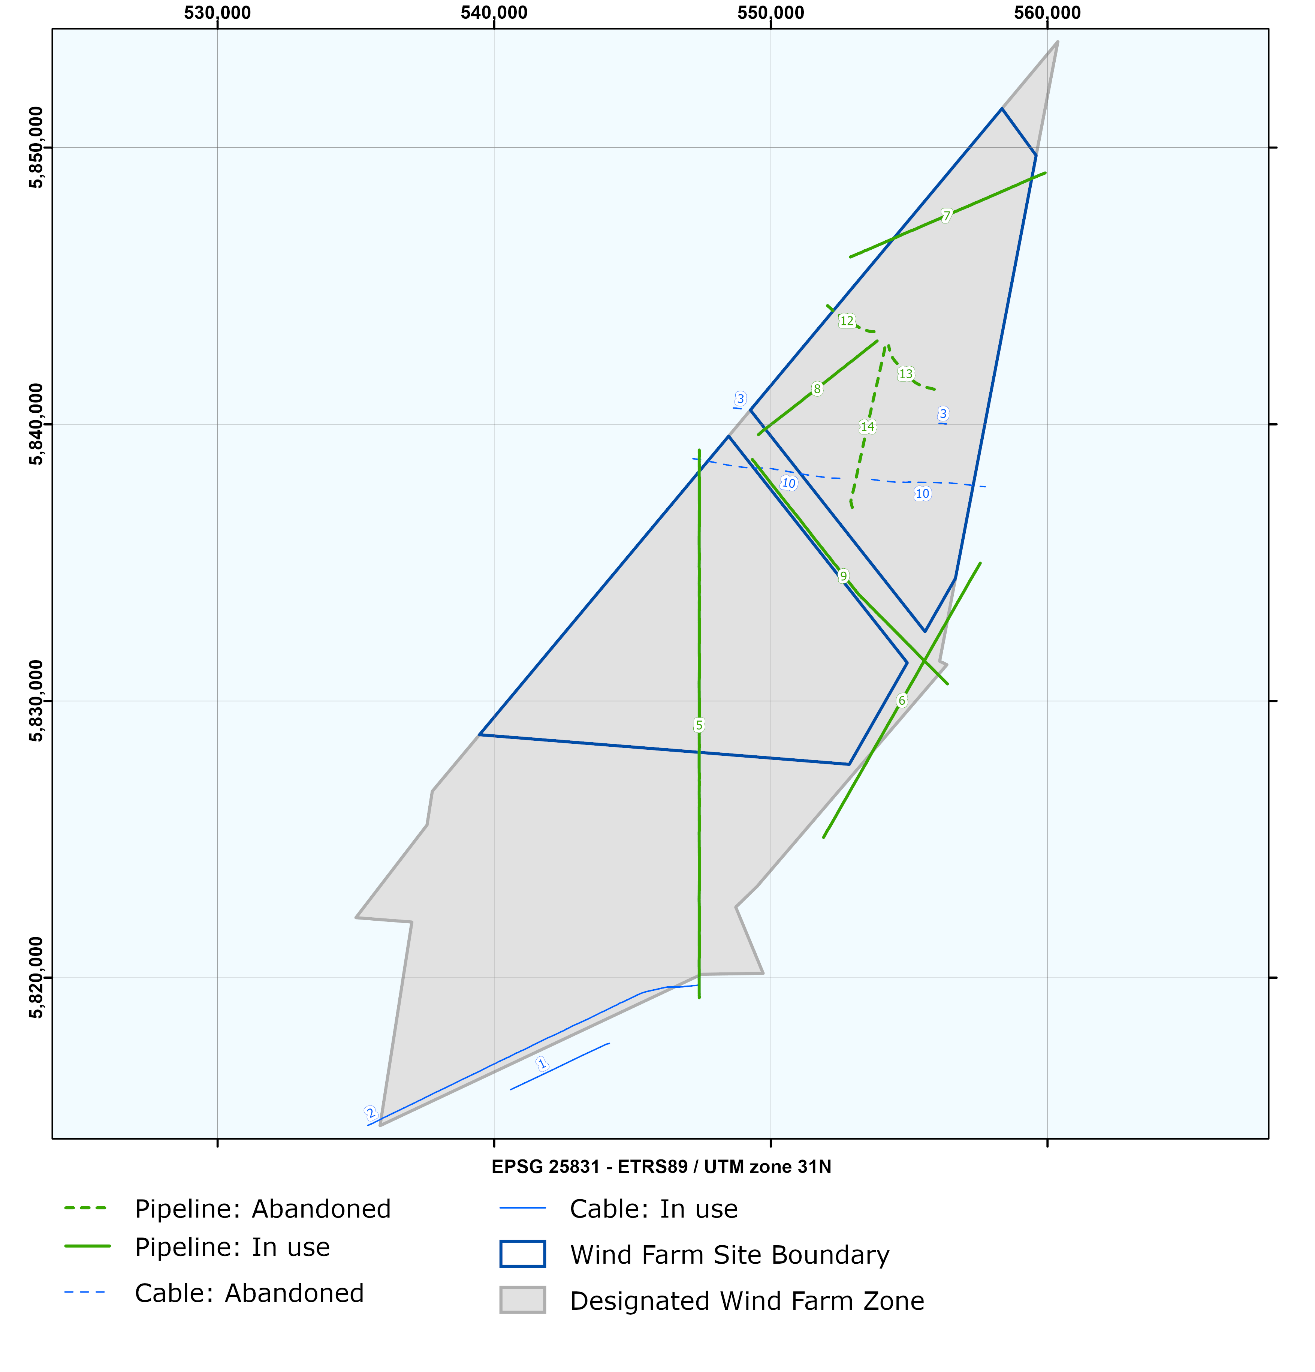 530,000 540,000 550,000 560,000
5,850,000
7
12
13
8
3
3
5,840,000
14
10
10
9
6
5,830,000
5
5,820,000
1
2
EPSG 25831 - ETRS89 / UTM zone 31N
Pipeline: Abandoned
Pipeline: In use
Cable: Abandoned
Cable: In use
Wind Farm Site Boundary
Designated Wind Farm Zone